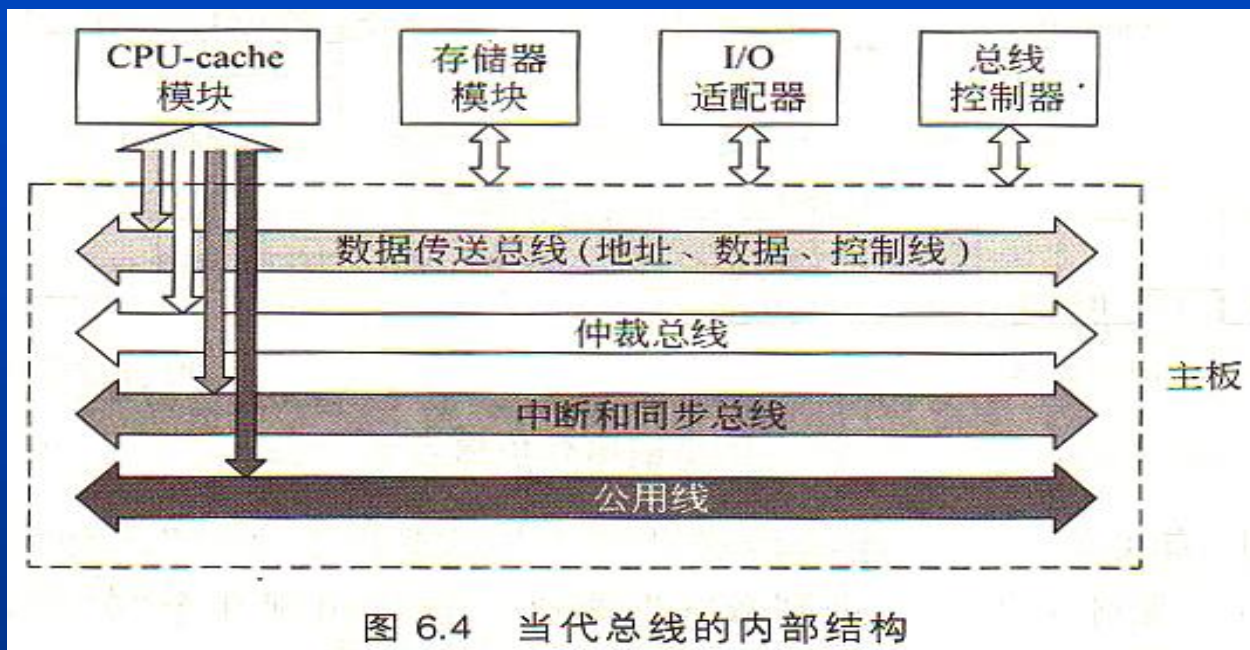 CPU-cache
模块
存储器
模块
I/O
适配器
总线
控制器
数据传送总线(地址、数据、控制线)
仲裁总线
中断和同步总线
公用线
主板
图 6.4 当代总线的内部结构